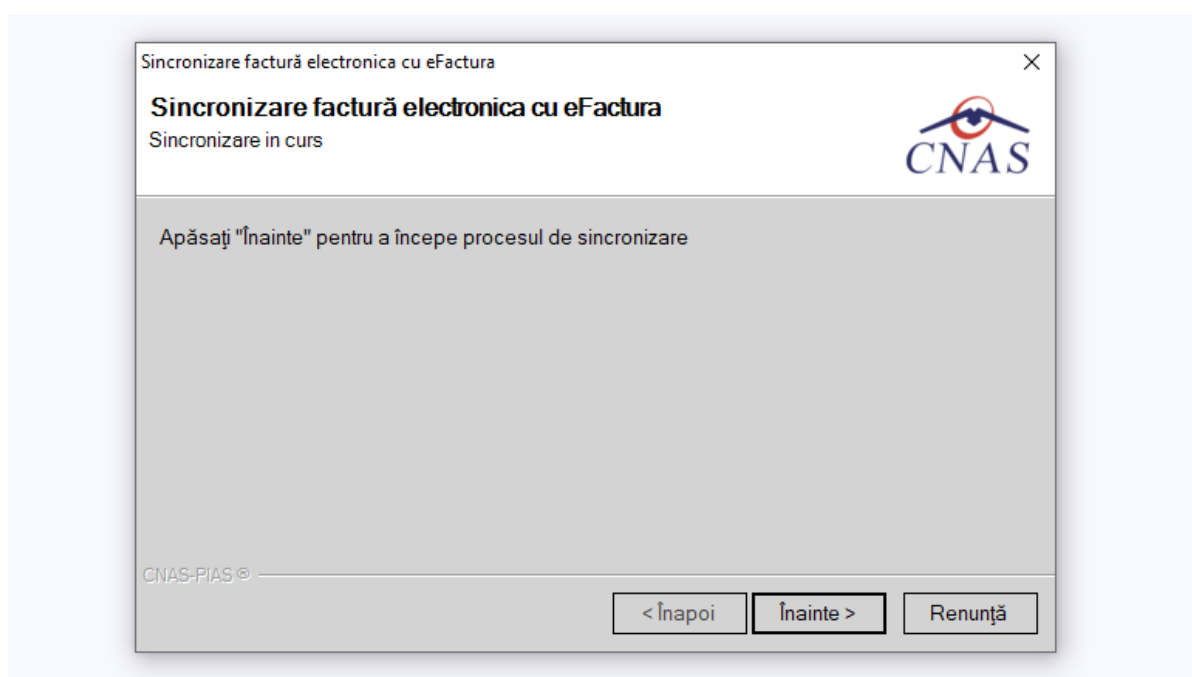 Sincronizare factură electronica cu eFactura
Sincronizare factură electronica cu eFactura
Sincronizare in curs
CNAS
Apăsaţi "Înainte" pentru a începe procesul de sincronizare
CNAS-PIAS ®
< Înapoi
Înainte >
Renunţă